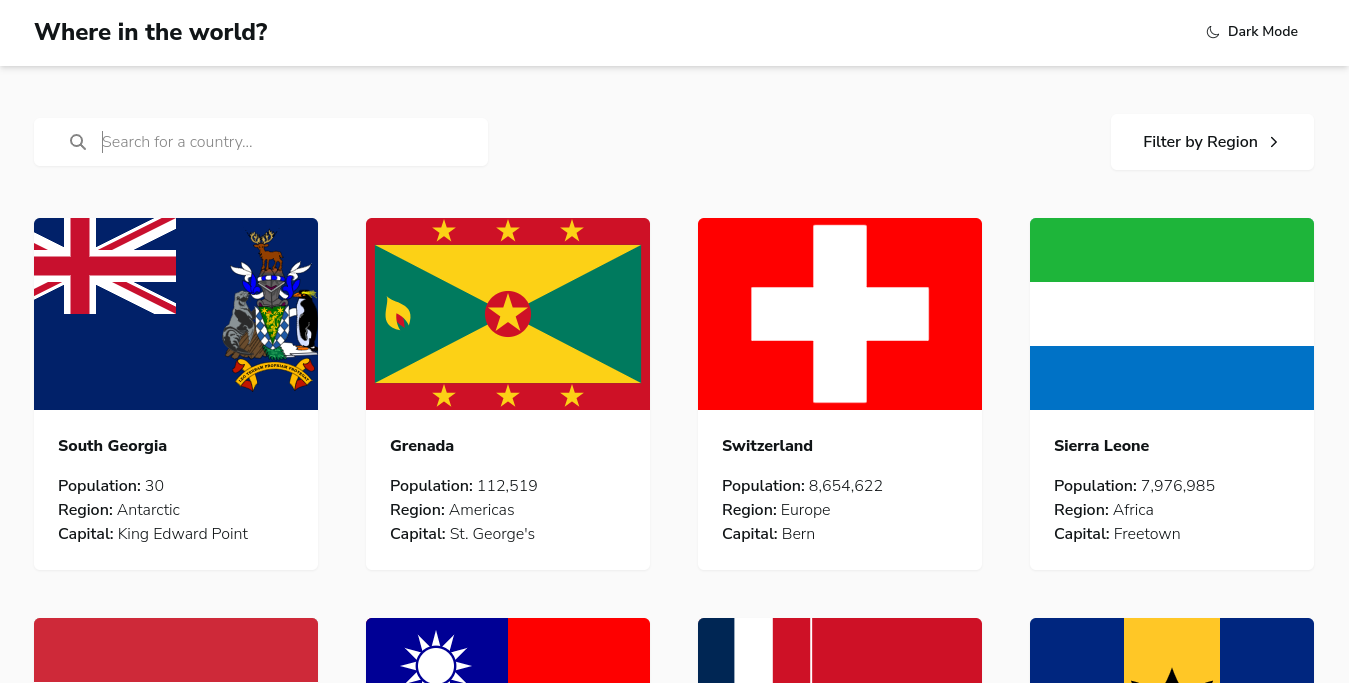 Where in the world?
Dark Mode
Search for a country...
Filter by Region
South Georgia
Population: 30
Region: Antarctic
Capital: King Edward Point
Grenada
Population: 112,519
Region: Americas
Capital: St. George's
Switzerland
Population: 8,654,622
Region: Europe
Capital: Bern
Sierra Leone
Population: 7,976,985
Region: Africa
Capital: Freetown